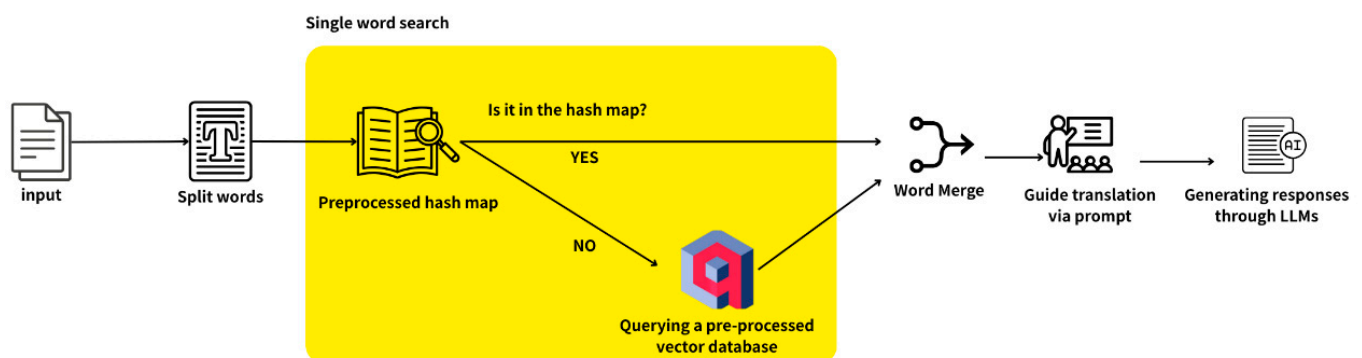 Single word search
Is it in the hash map?
YES
input
Split words
Preprocessed hash map
NO
Querying a pre-processed
vector database
Word Merge
Guide translation
via prompt
AI
Generating responses
through LLMs
T